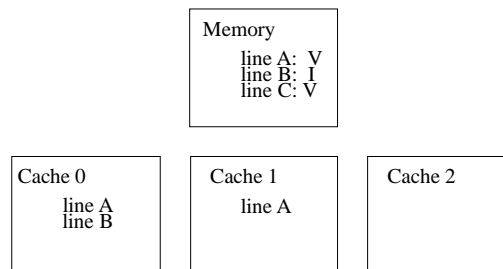 Memory
line A: V
line B: I
line C: V
Cache 0
line A
line B
Cache 1
line A
Cache 2